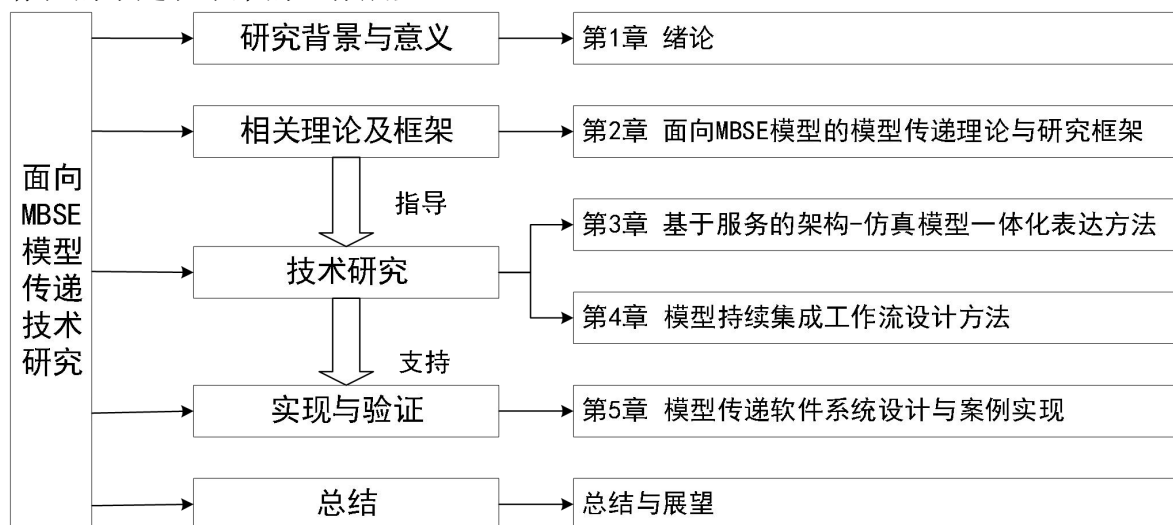 面向
MBSE
模型
传递
技术
研究
研究背景与意义
第1章 绪论
相关理论及框架
第2章 面向MBSE模型的模型传递理论与研究框架
指导
技术研究
第3章 基于服务的架构-仿真模型一体化表达方法
第4章 模型持续集成工作流设计方法
支持
实现与验证
第5章 模型传递软件系统设计与案例实现
总结
总结与展望